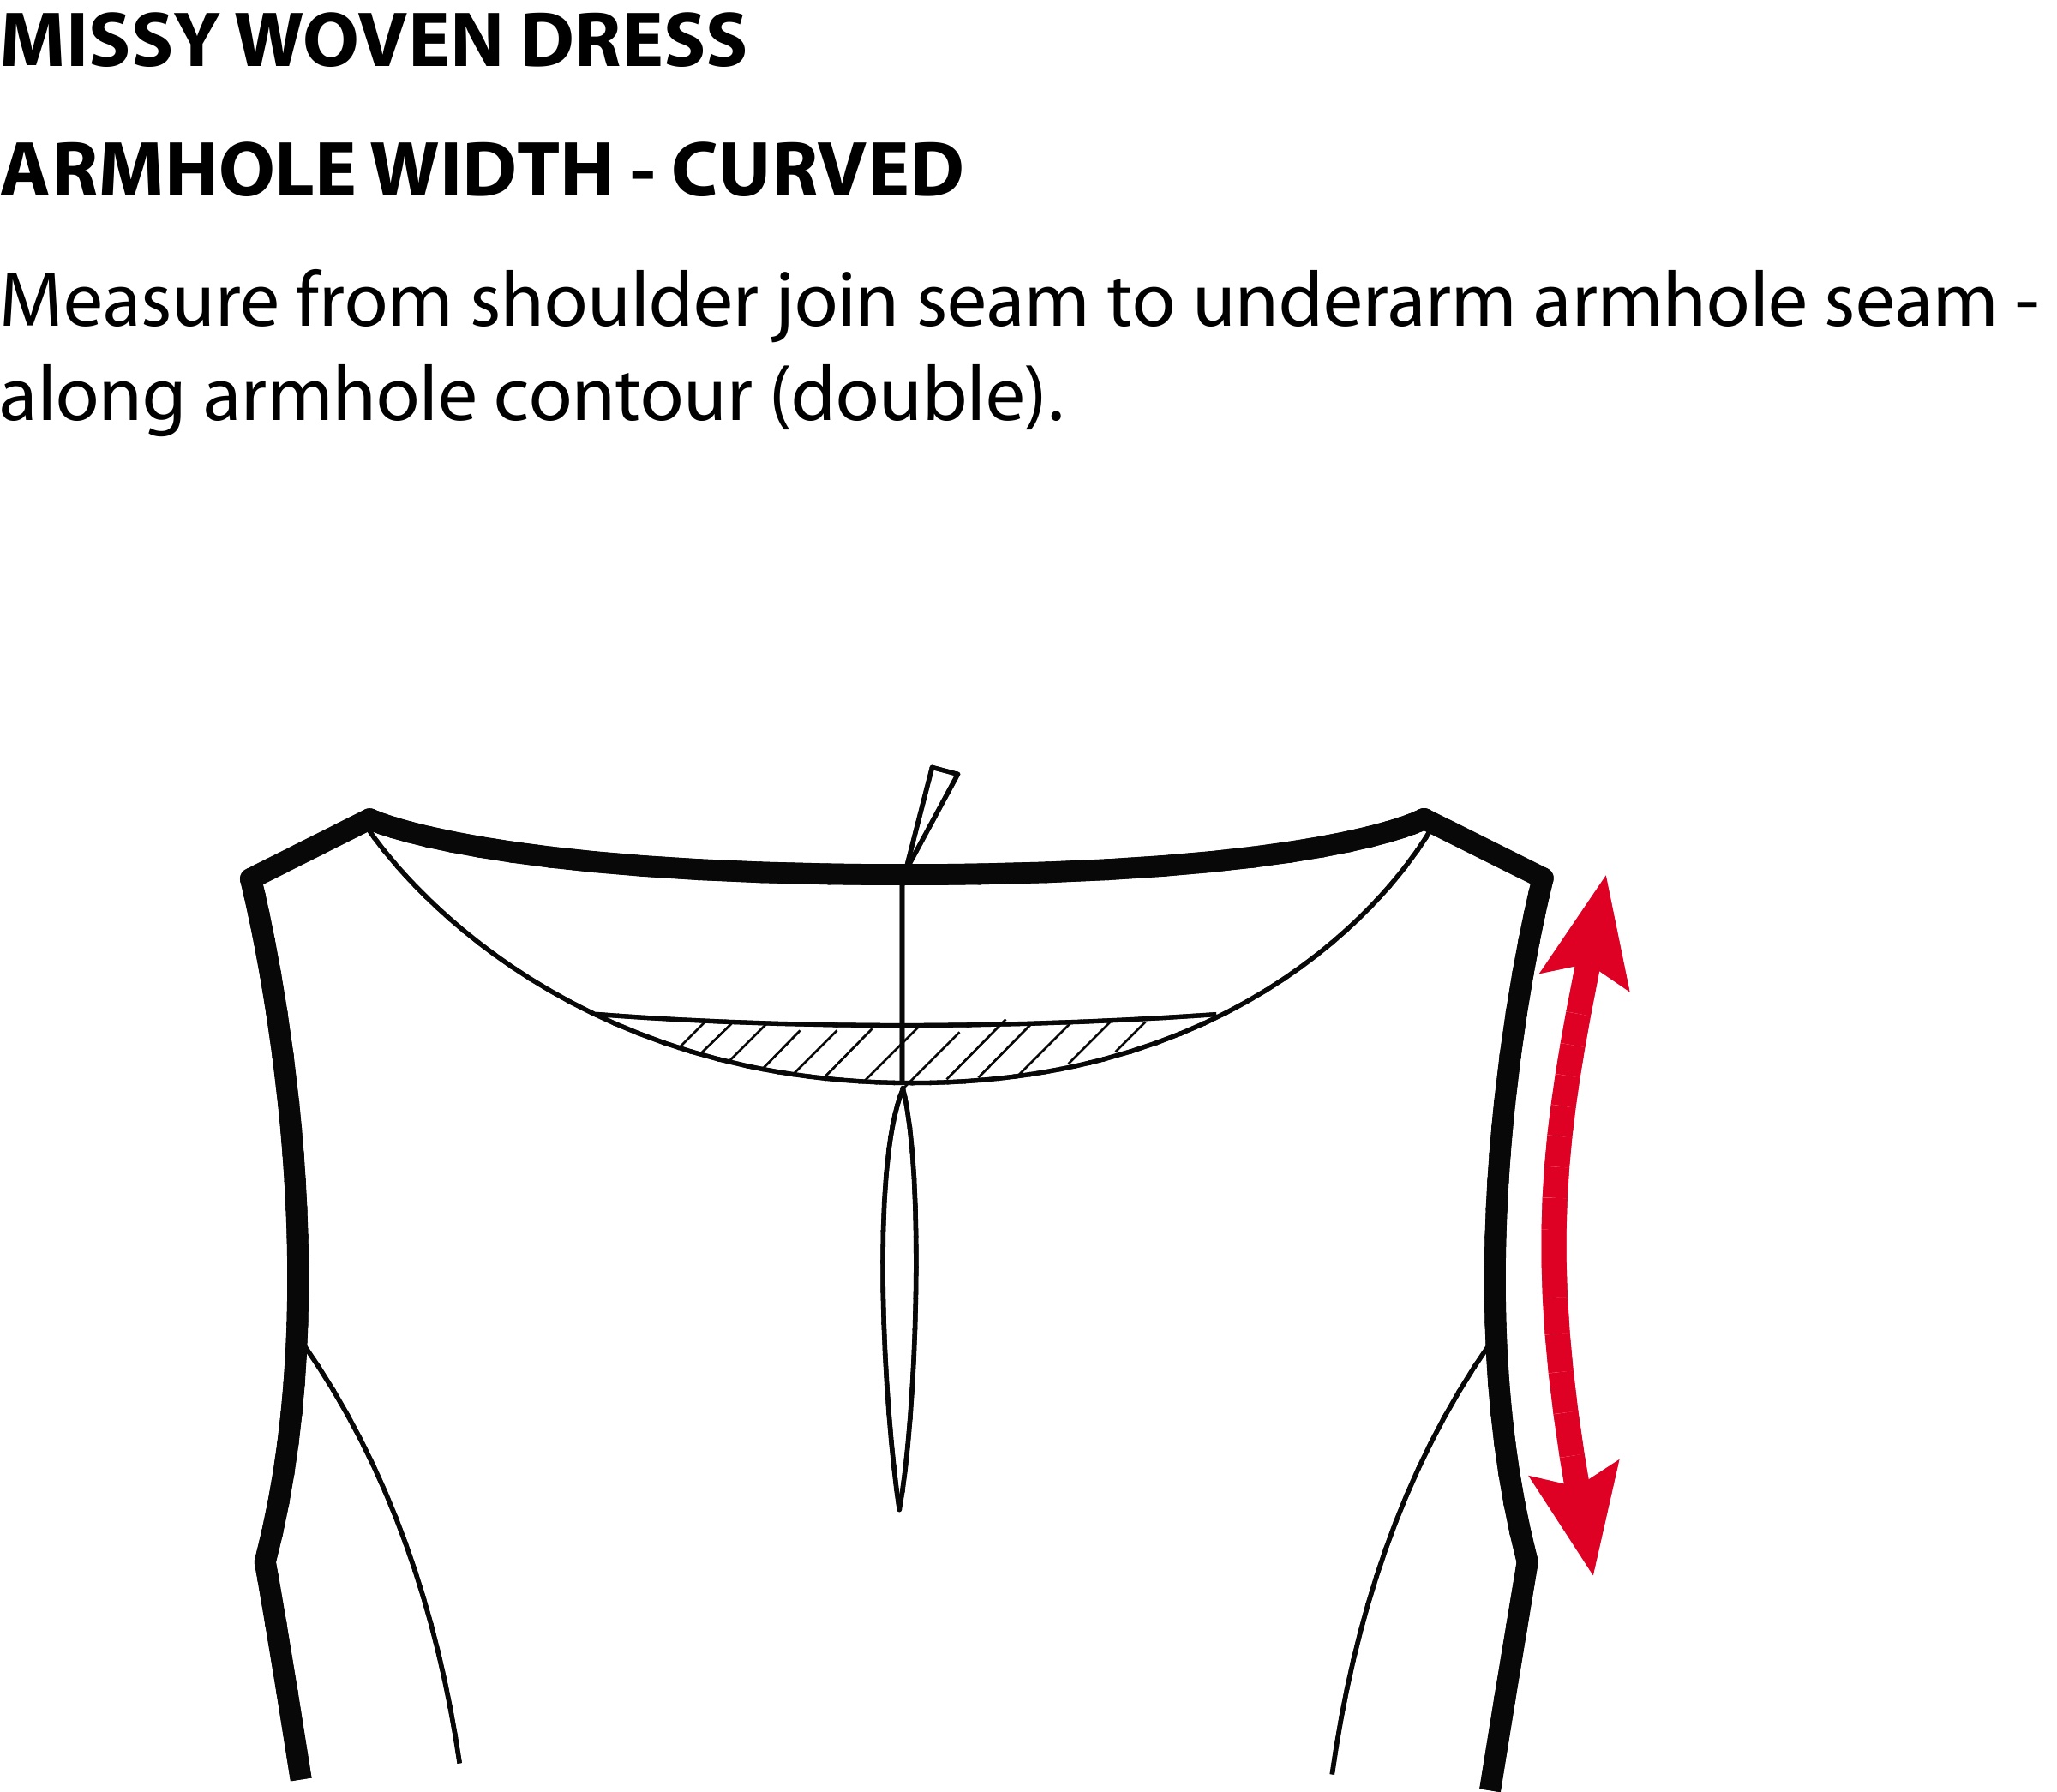 MISSY WOVEN DRESS
ARMHOLE WIDTH - CURVED
Measure from shoulder join seam to underarm armhole seam -
along armhole contour (double).